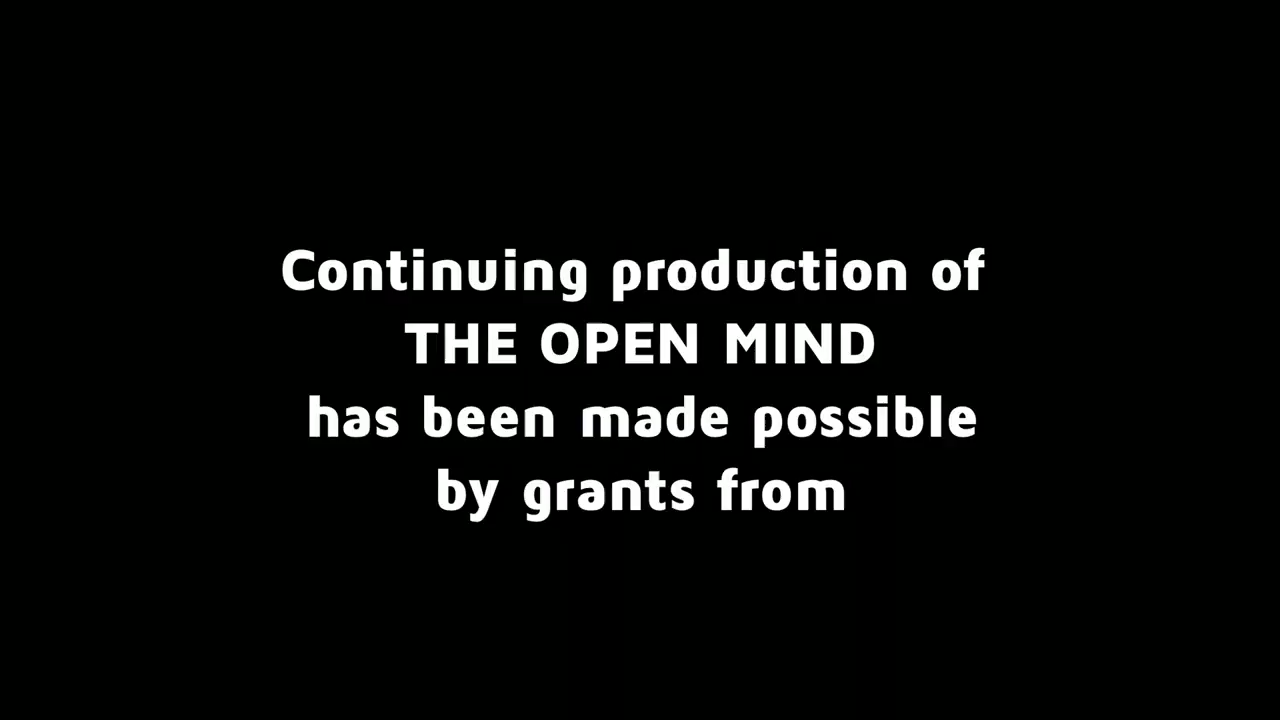 Continuing production of
THE OPEN MIND
has been made possible
by grants from